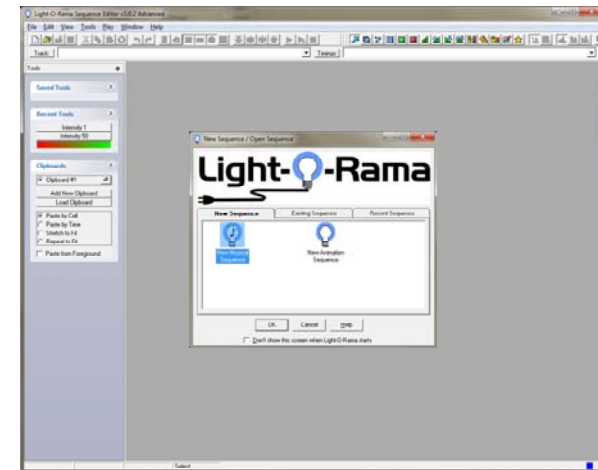 Light-O-Rama Sequence Editor v3.0.2 Advanced
File Edit View Tools Play Window Help
Track: Timings:
Tools
Saved Tools
Recent Tools
Intensity 1
Intensity 50
Clipboards
Clipboard #1
Add New Clipboard
Load Clipboard
Paste by Cell
Paste by Time
Stretch to Fit
Repeat to Fit
Paste from Foreground
New Sequence / Open Sequence
Light-O-Rama
New Sequence Existing Sequence Recent Sequence
New Musical New Animation
Sequence Sequence
OK Cancel Help
Don't show this screen when Light-O-Rama starts
Select